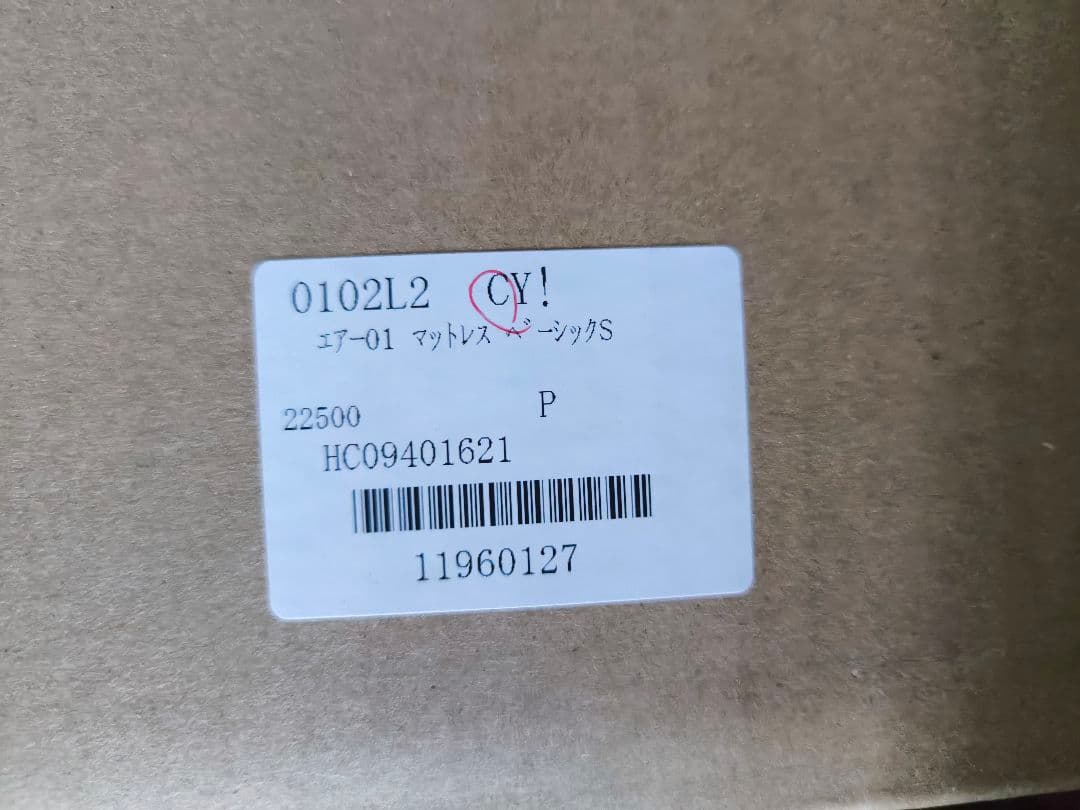 0102L2 CY!
ｴｱｰ01 ﾏｯﾄﾚｽ ﾍﾞｰｼｯｸS
22500 P
HC09401621
11960127